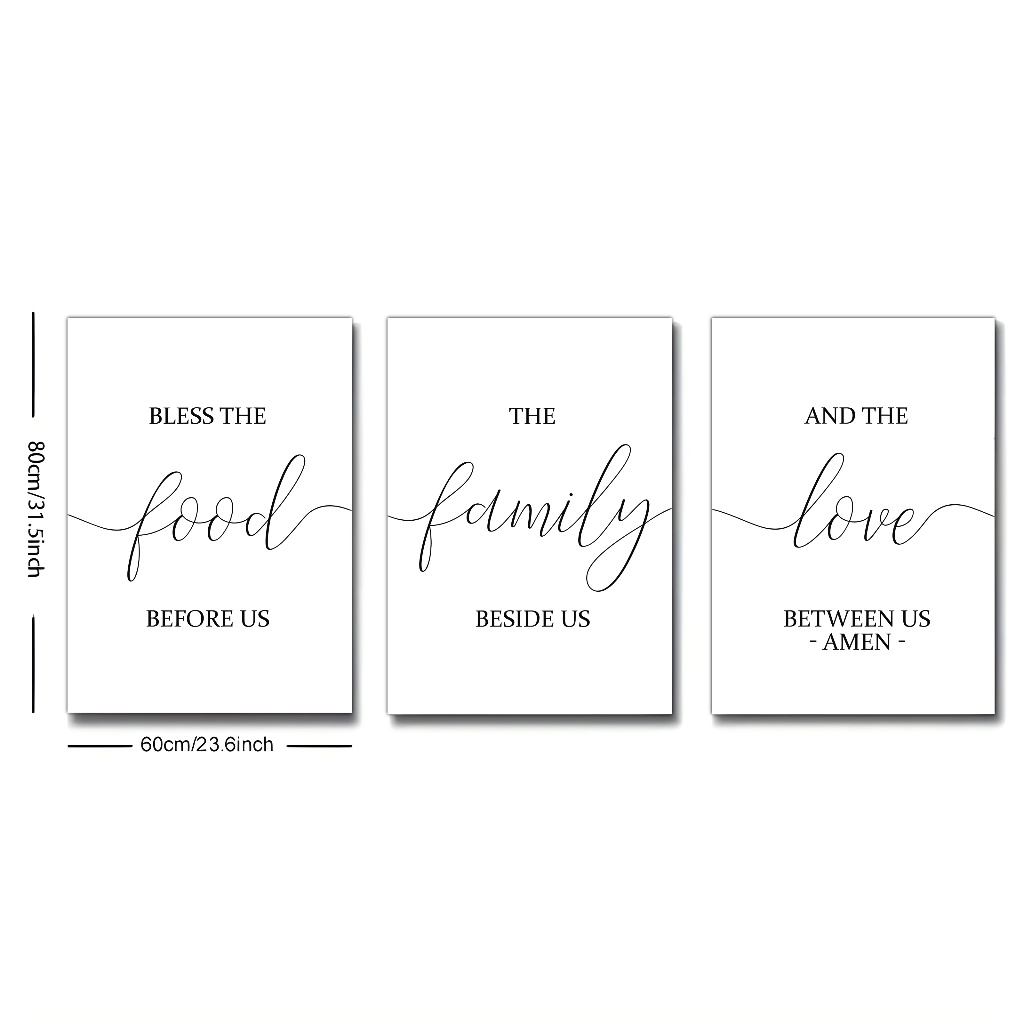 BLESS THE
food
BEFORE US
THE
family
BESIDE US
AND THE
love
BETWEEN US
- AMEN -
80cm/31.5inch
60cm/23.6inch